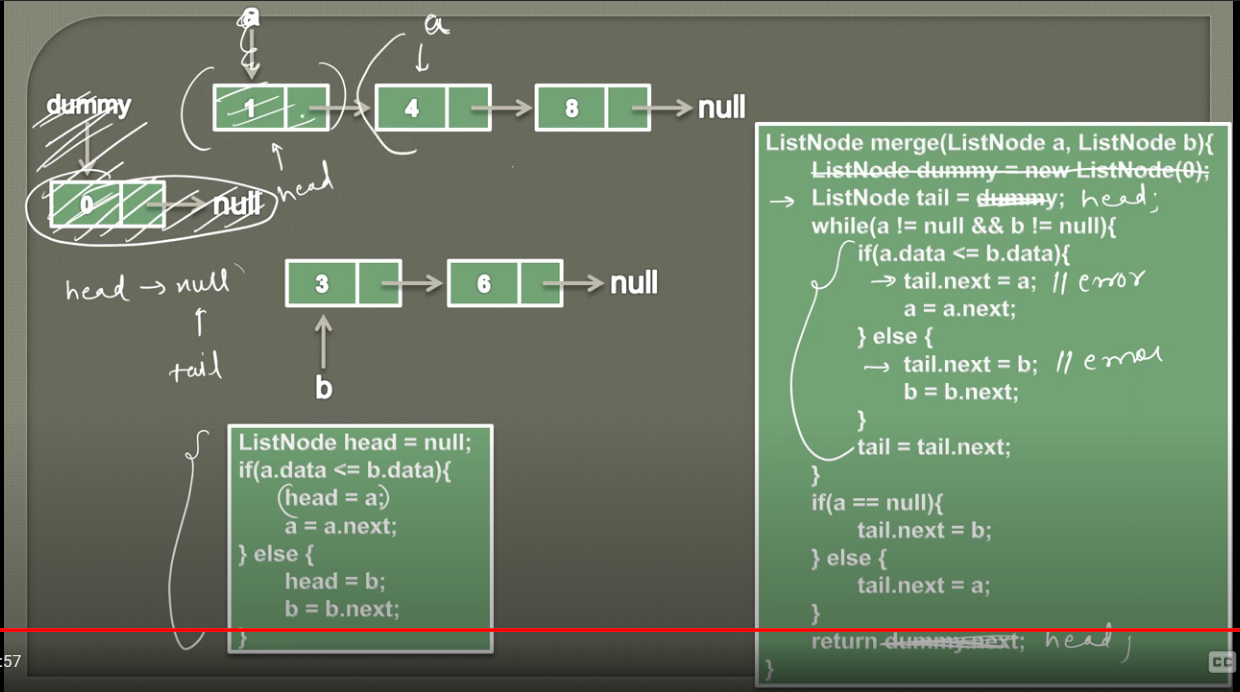 a
a
1 4 8 null
dummy
head
0 null
head → null
tail
3 6 null
b
ListNode head = null;
if(a.data <= b.data){
(head = a;)
a = a.next;
} else {
head = b;
b = b.next;
}
ListNode merge(ListNode a, ListNode b){
ListNode dummy = new ListNode(0);
→ ListNode tail = dummy; head;
while(a != null && b != null){
if(a.data <= b.data){
→ tail.next = a; // error
a = a.next;
} else {
→ tail.next = b; // error
b = b.next;
}
tail = tail.next;
}
if(a == null){
tail.next = b;
} else {
tail.next = a;
}
return dummy.next; head;
}
:57
CC